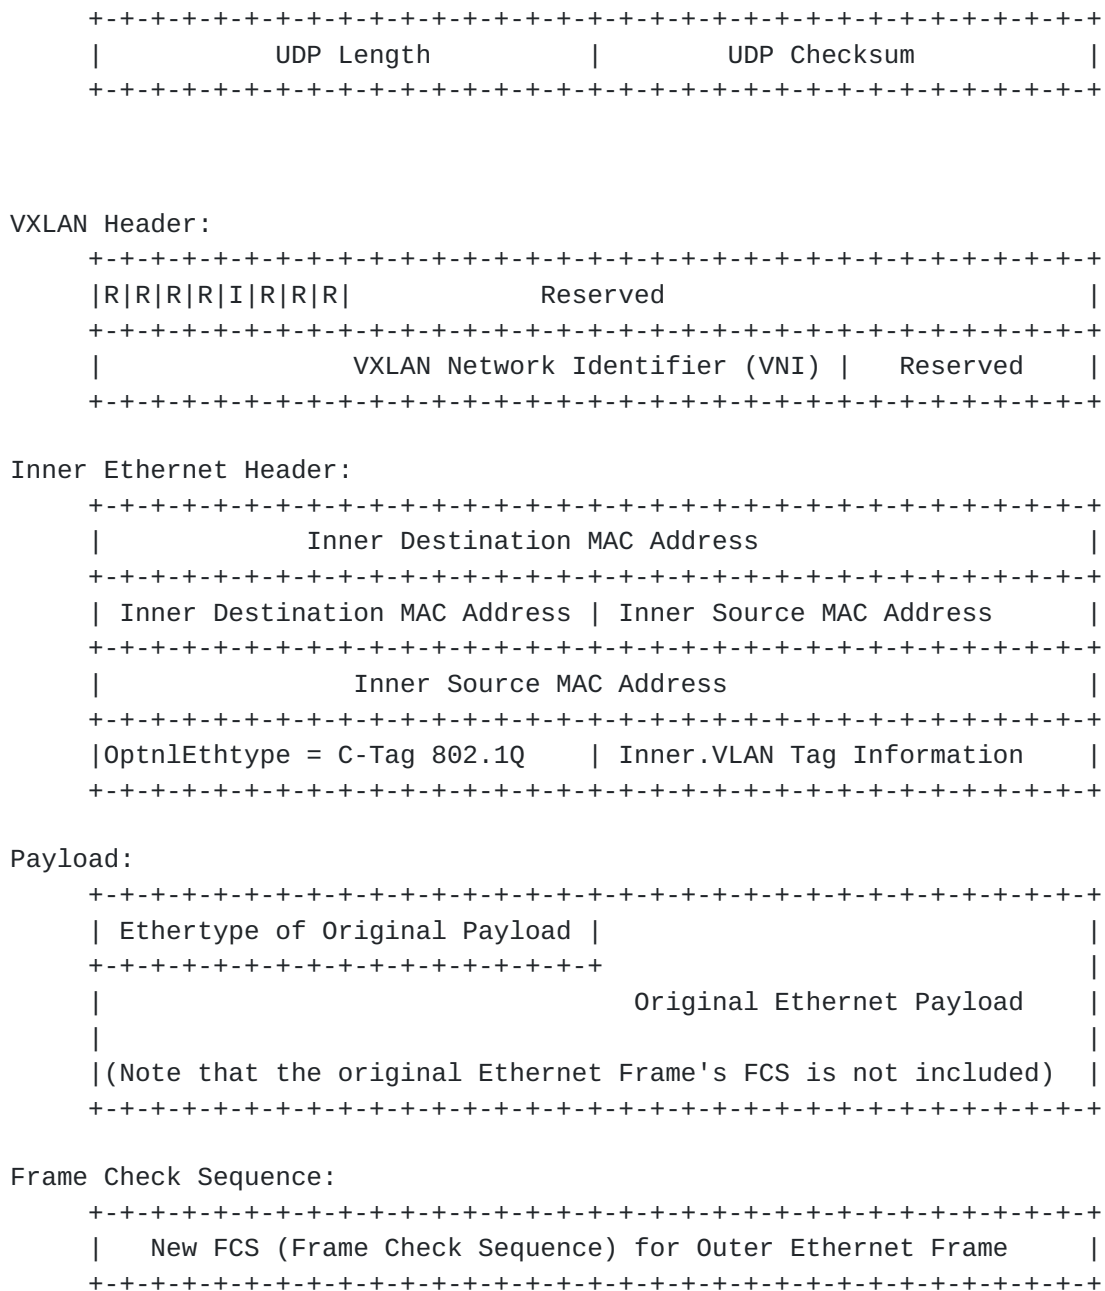 +-+-+-+-+-+-+-+-+-+-+-+-+-+-+-+-+-+-+-+-+-+-+-+-+-+-+-+-+-+-+-+-+
|           UDP Length          |        UDP Checksum           |
+-+-+-+-+-+-+-+-+-+-+-+-+-+-+-+-+-+-+-+-+-+-+-+-+-+-+-+-+-+-+-+-+
VXLAN Header:
+-+-+-+-+-+-+-+-+-+-+-+-+-+-+-+-+-+-+-+-+-+-+-+-+-+-+-+-+-+-+-+-+
|R|R|R|R|I|R|R|R|            Reserved                           |
+-+-+-+-+-+-+-+-+-+-+-+-+-+-+-+-+-+-+-+-+-+-+-+-+-+-+-+-+-+-+-+-+
|                VXLAN Network Identifier (VNI) |   Reserved    |
+-+-+-+-+-+-+-+-+-+-+-+-+-+-+-+-+-+-+-+-+-+-+-+-+-+-+-+-+-+-+-+-+
Inner Ethernet Header:
+-+-+-+-+-+-+-+-+-+-+-+-+-+-+-+-+-+-+-+-+-+-+-+-+-+-+-+-+-+-+-+-+
|             Inner Destination MAC Address                     |
+-+-+-+-+-+-+-+-+-+-+-+-+-+-+-+-+-+-+-+-+-+-+-+-+-+-+-+-+-+-+-+-+
| Inner Destination MAC Address | Inner Source MAC Address      |
+-+-+-+-+-+-+-+-+-+-+-+-+-+-+-+-+-+-+-+-+-+-+-+-+-+-+-+-+-+-+-+-+
|                Inner Source MAC Address                       |
+-+-+-+-+-+-+-+-+-+-+-+-+-+-+-+-+-+-+-+-+-+-+-+-+-+-+-+-+-+-+-+-+
|OptnlEthtype = C-Tag 802.1Q    | Inner.VLAN Tag Information    |
+-+-+-+-+-+-+-+-+-+-+-+-+-+-+-+-+-+-+-+-+-+-+-+-+-+-+-+-+-+-+-+-+
Payload:
+-+-+-+-+-+-+-+-+-+-+-+-+-+-+-+-+-+-+-+-+-+-+-+-+-+-+-+-+-+-+-+-+
| Ethertype of Original Payload |                               |
+-+-+-+-+-+-+-+-+-+-+-+-+-+-+-+-+                               |
|                                  Original Ethernet Payload    |
|                                                               |
|(Note that the original Ethernet Frame's FCS is not included)  |
+-+-+-+-+-+-+-+-+-+-+-+-+-+-+-+-+-+-+-+-+-+-+-+-+-+-+-+-+-+-+-+-+
Frame Check Sequence:
+-+-+-+-+-+-+-+-+-+-+-+-+-+-+-+-+-+-+-+-+-+-+-+-+-+-+-+-+-+-+-+-+
|   New FCS (Frame Check Sequence) for Outer Ethernet Frame     |
+-+-+-+-+-+-+-+-+-+-+-+-+-+-+-+-+-+-+-+-+-+-+-+-+-+-+-+-+-+-+-+-+